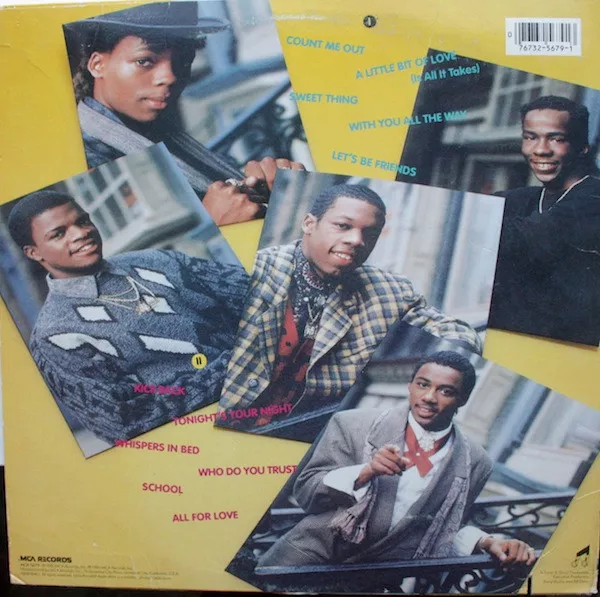 1
0
76732-5679-1
COUNT ME OUT
A LITTLE BIT OF LOVE
(Is All It Takes)
SWEET THING
WITH YOU ALL THE WAY
LET'S BE FRIENDS
II
KICK BACK
TONIGHT'S YOUR NIGHT
WHISPERS IN BED
WHO DO YOU TRUST
SCHOOL
ALL FOR LOVE
MCA RECORDS